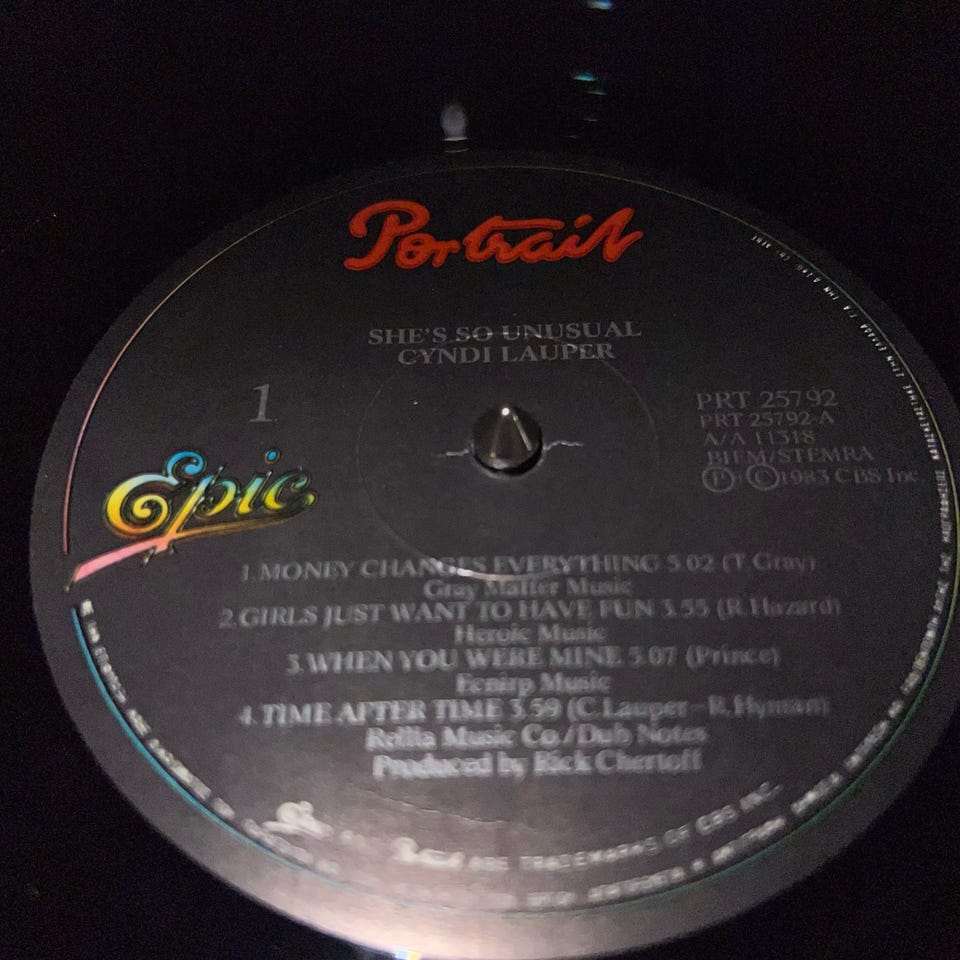 Portrait
SHE'S SO UNUSUAL
CYNDI LAUPER
1
PRT 25792
PRT 25792-A
A/A 11318
BIEM/STEMRA
Ⓟ © 1983 CBS Inc
Epic
1.MONEY CHANGES EVERYTHING 5.02 (T. Gray)
Gray Matter Music
2.GIRLS JUST WANT TO HAVE FUN 3.55 (R.Hazard)
Heroic Music
3.WHEN YOU WERE MINE 5.07 (Prince)
Ecnirp Music
4.TIME AFTER TIME 3.59 (C.Lauper-R.Hyman)
Rellla Music Co./Dub Notes
Produced by Rick Chertoff
ARE TRADEMARKS OF CBS INC.